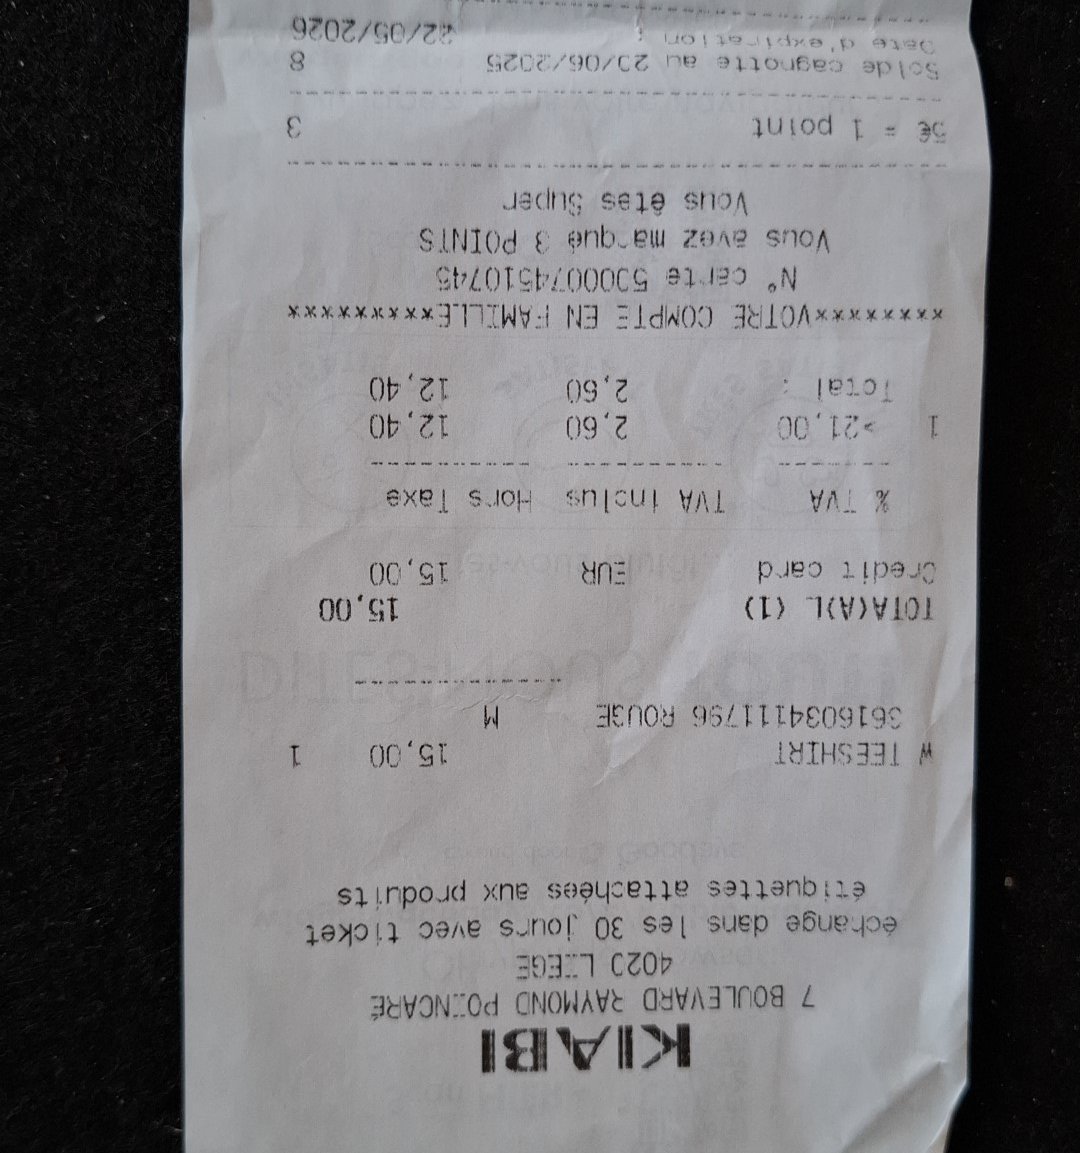 KIABI
7 BOULEVARD RAYMOND POINCARÉ
4020 LIEGE
échange dans les 30 jours avec ticket
étiquettes attachées aux produits
W TEESHIRT 15,00 1
3616034111796 ROUGE M
TOTA(A)L (1) 15,00
Credit card EUR 15,00
% TVA TVA inclus Hors Taxe
1 >21,00 2,60 12,40
Total : 2,60 12,40
*********VOTRE COMPTE EN FAMILLE**********
N° carte 5000074510745
Vous avez marqué 3 POINTS
Vous êtes Super
5€ = 1 point 3
Solde cagnotte au 20/06/2025 8
Date d'expiration : 22/05/2026